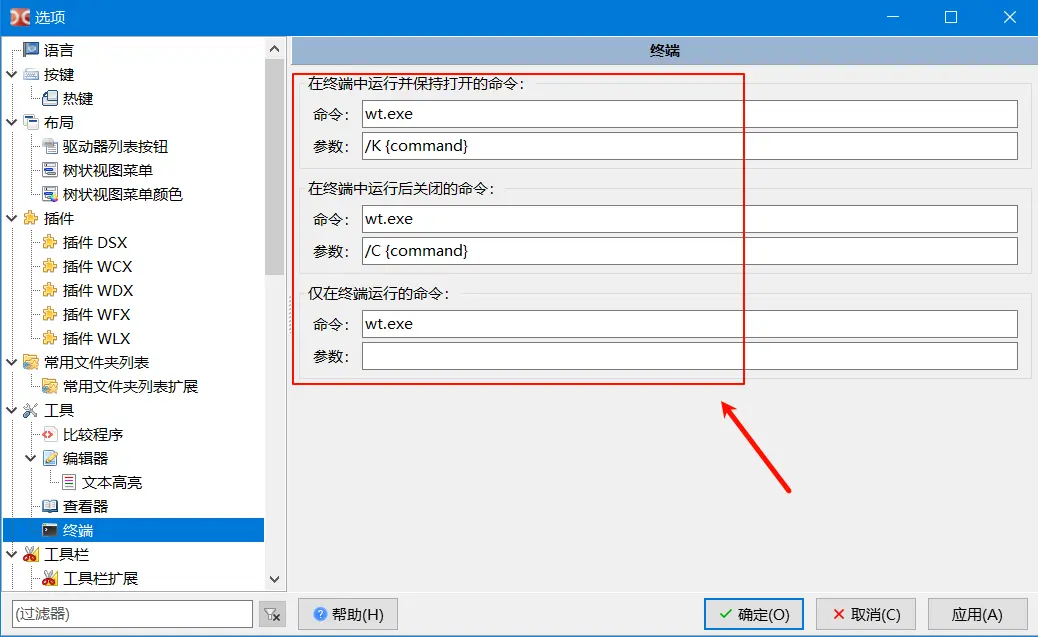 选项
语言
按键
热键
布局
驱动器列表按钮
树状视图菜单
树状视图菜单颜色
插件
插件 DSX
插件 WCX
插件 WDX
插件 WFX
插件 WLX
常用文件夹列表
常用文件夹列表扩展
工具
比较程序
编辑器
文本高亮
查看器
终端
工具栏
工具栏扩展
(过滤器)
终端
在终端中运行并保持打开的命令:
命令: wt.exe
参数: /K {command}
在终端中运行后关闭的命令:
命令: wt.exe
参数: /C {command}
仅在终端运行的命令:
命令: wt.exe
参数:
帮助(H)
确定(O)
取消(C)
应用(A)